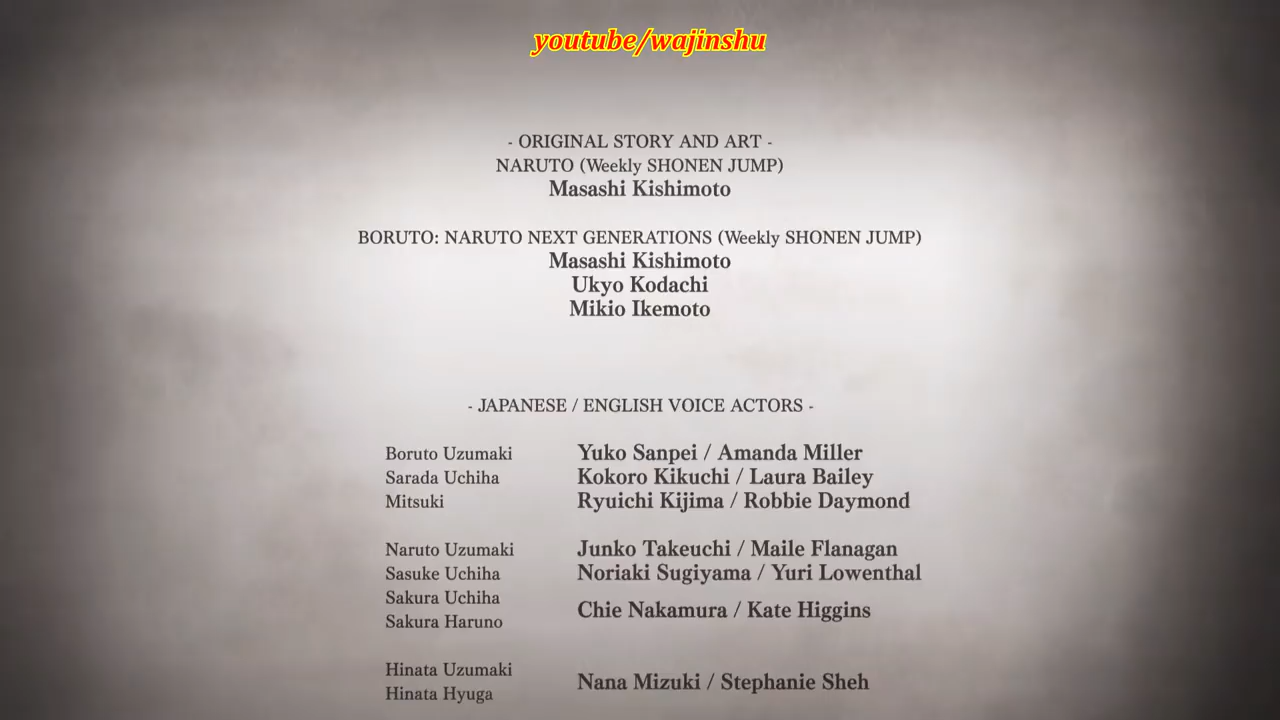 youtube/wajinshu
- ORIGINAL STORY AND ART -
NARUTO (Weekly SHONEN JUMP)
Masashi Kishimoto
BORUTO: NARUTO NEXT GENERATIONS (Weekly SHONEN JUMP)
Masashi Kishimoto
Ukyo Kodachi
Mikio Ikemoto
- JAPANESE / ENGLISH VOICE ACTORS -
Boruto Uzumaki Yuko Sanpei / Amanda Miller
Sarada Uchiha Kokoro Kikuchi / Laura Bailey
Mitsuki Ryuichi Kijima / Robbie Daymond
Naruto Uzumaki Junko Takeuchi / Maile Flanagan
Sasuke Uchiha Noriaki Sugiyama / Yuri Lowenthal
Sakura Uchiha
Sakura Haruno
Chie Nakamura / Kate Higgins
Hinata Uzumaki
Hinata Hyuga
Nana Mizuki / Stephanie Sheh